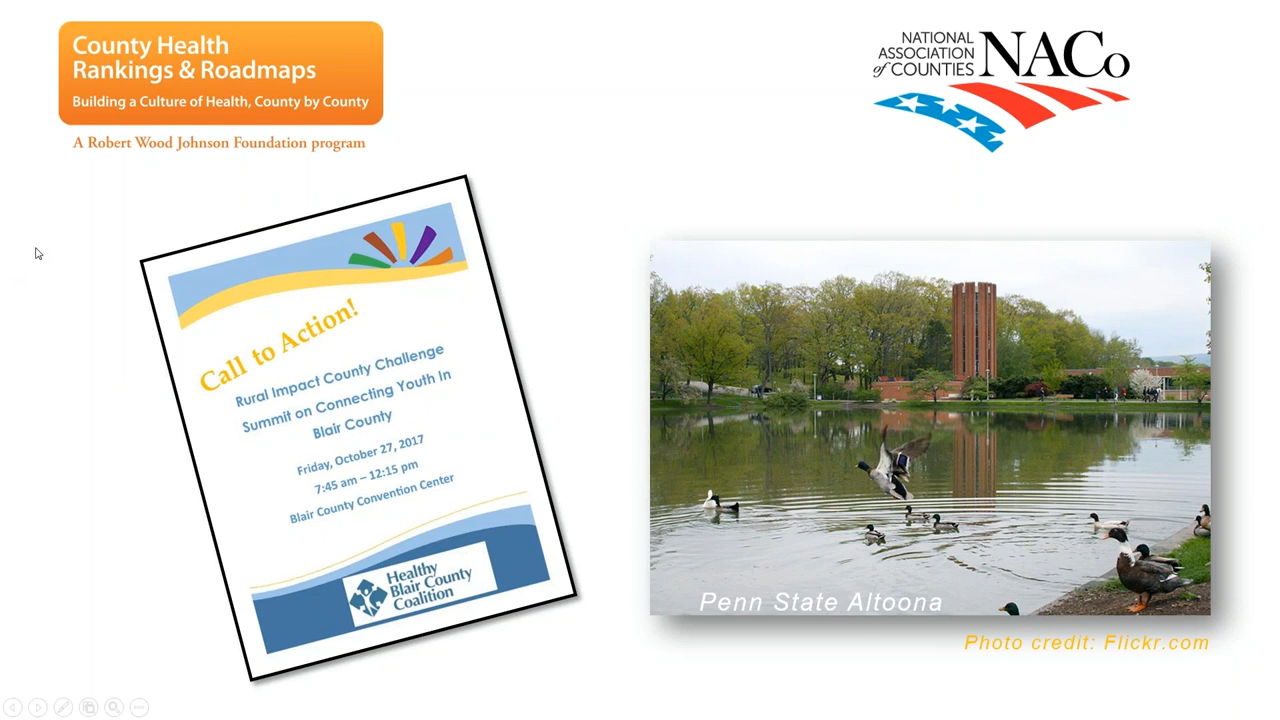 County Health
Rankings & Roadmaps
Building a Culture of Health, County by County
A Robert Wood Johnson Foundation program
NATIONAL
ASSOCIATION
of COUNTIES
NACo
Call to Action!
Rural Impact County Challenge
Summit on Connecting Youth In
Blair County
Friday, October 27, 2017
7:45 am – 12:15 pm
Blair County Convention Center
Healthy
Blair County
Coalition
Penn State Altoona
Photo credit: Flickr.com